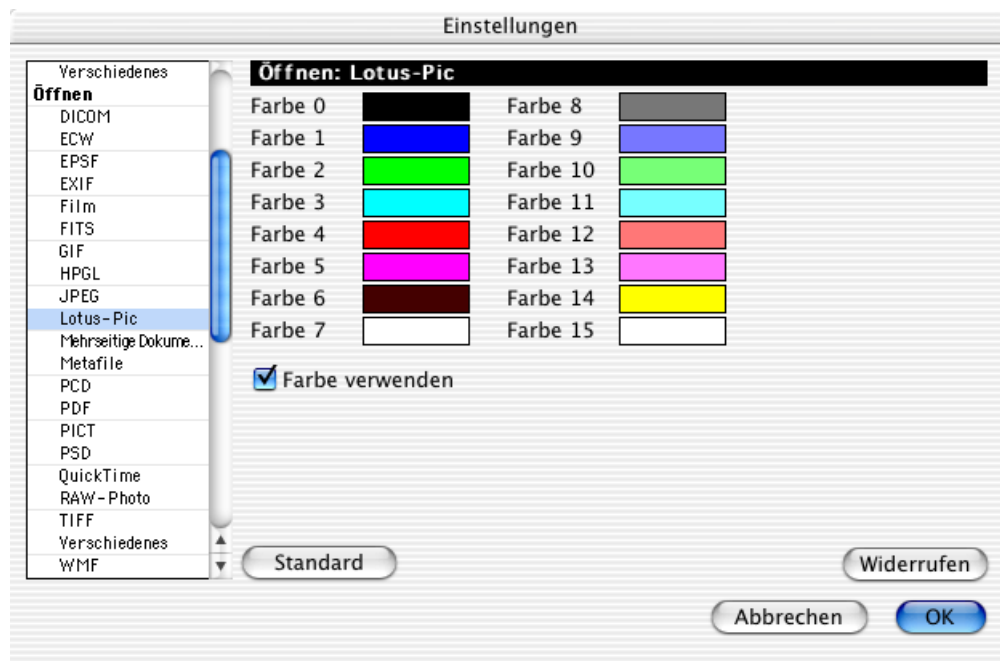 Einstellungen
Verschiedenes
Öffnen
DICOM
ECW
EPSF
EXIF
Film
FITS
GIF
HPGL
JPEG
Lotus-Pic
Mehrseitige Dokume...
Metafile
PCD
PDF
PICT
PSD
QuickTime
RAW-Photo
TIFF
Verschiedenes
WMF
Öffnen: Lotus-Pic
Farbe 0
Farbe 8
Farbe 1
Farbe 9
Farbe 2
Farbe 10
Farbe 3
Farbe 11
Farbe 4
Farbe 12
Farbe 5
Farbe 13
Farbe 6
Farbe 14
Farbe 7
Farbe 15
Farbe verwenden
Standard
Widerrufen
Abbrechen
OK